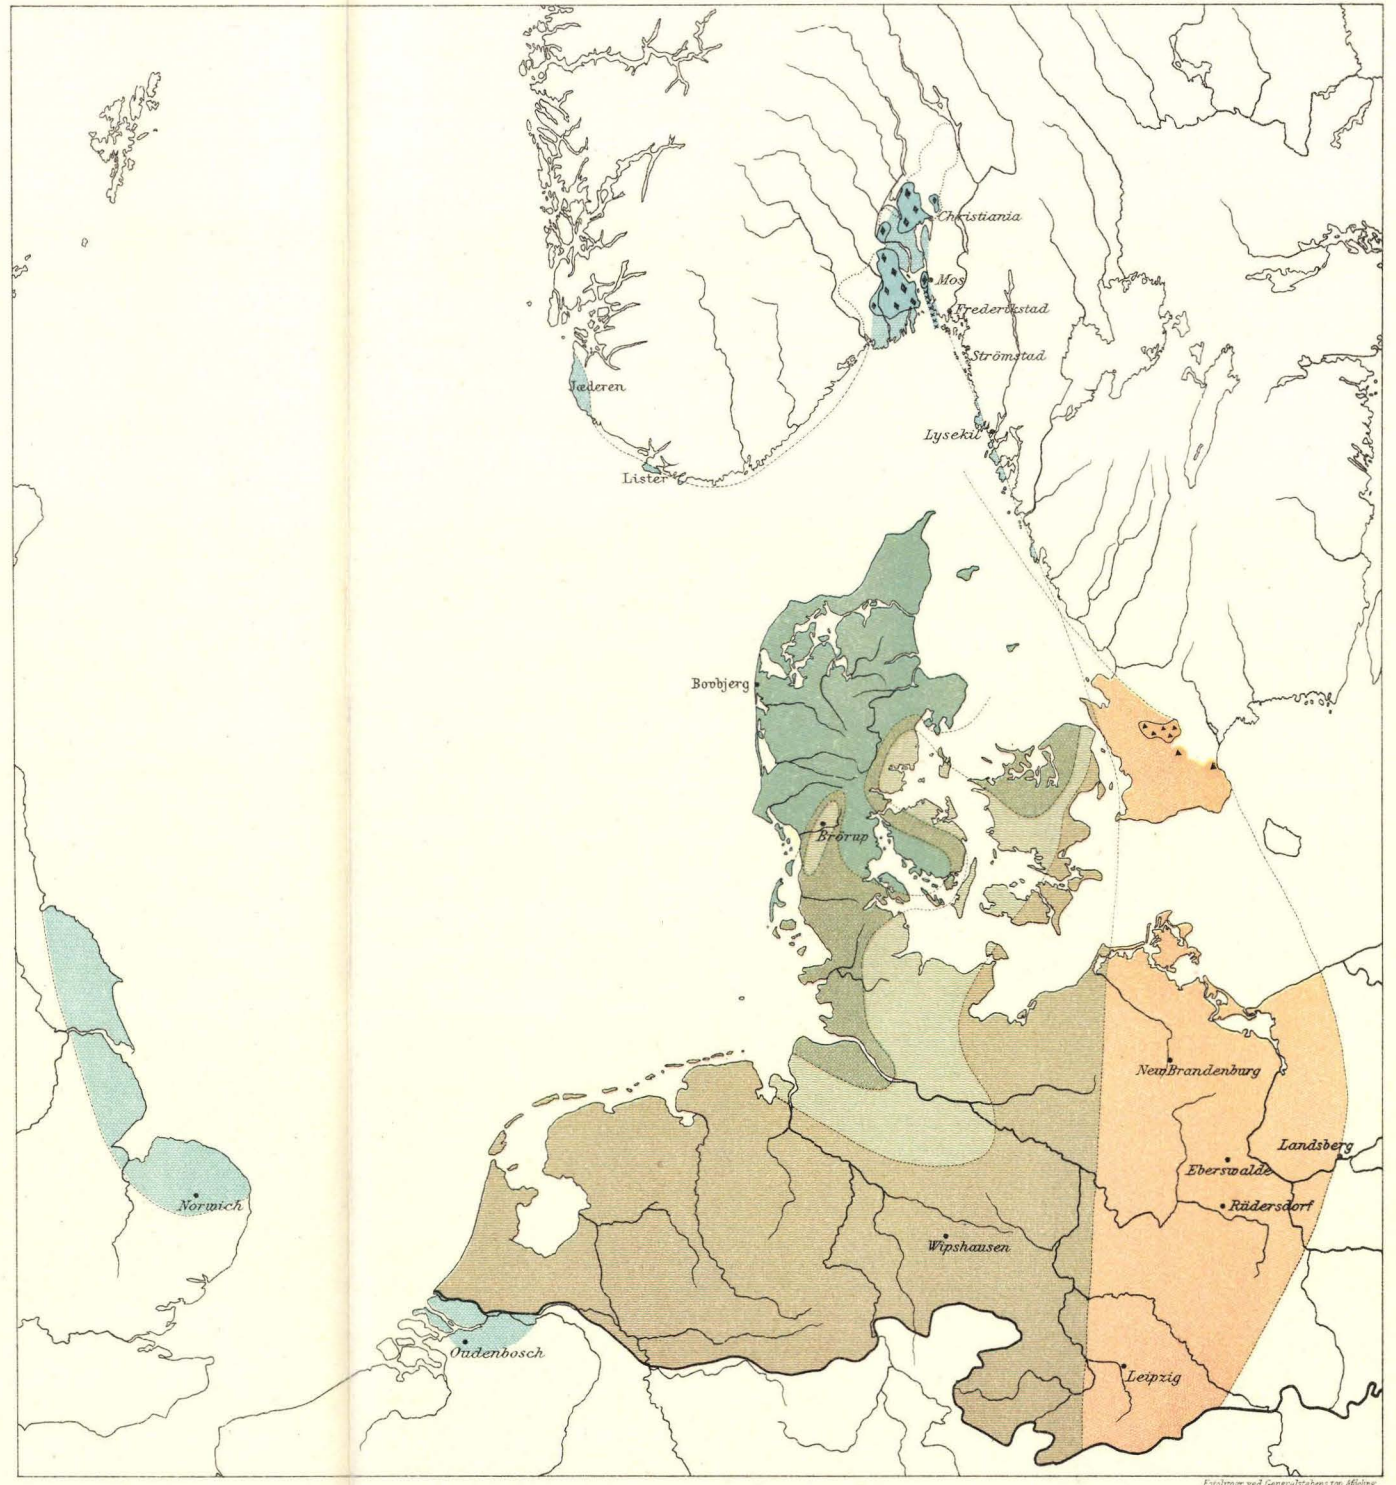 Christiania
Mos
Frederikstad
Strömstad
Jæderen
Lysekil
Lister
Bovbjerg
Brörup
New Brandenburg
Landsberg
Eberswalde
Norwich
Rüdersdorf
Wipshausen
Oudenbosch
Leipzig